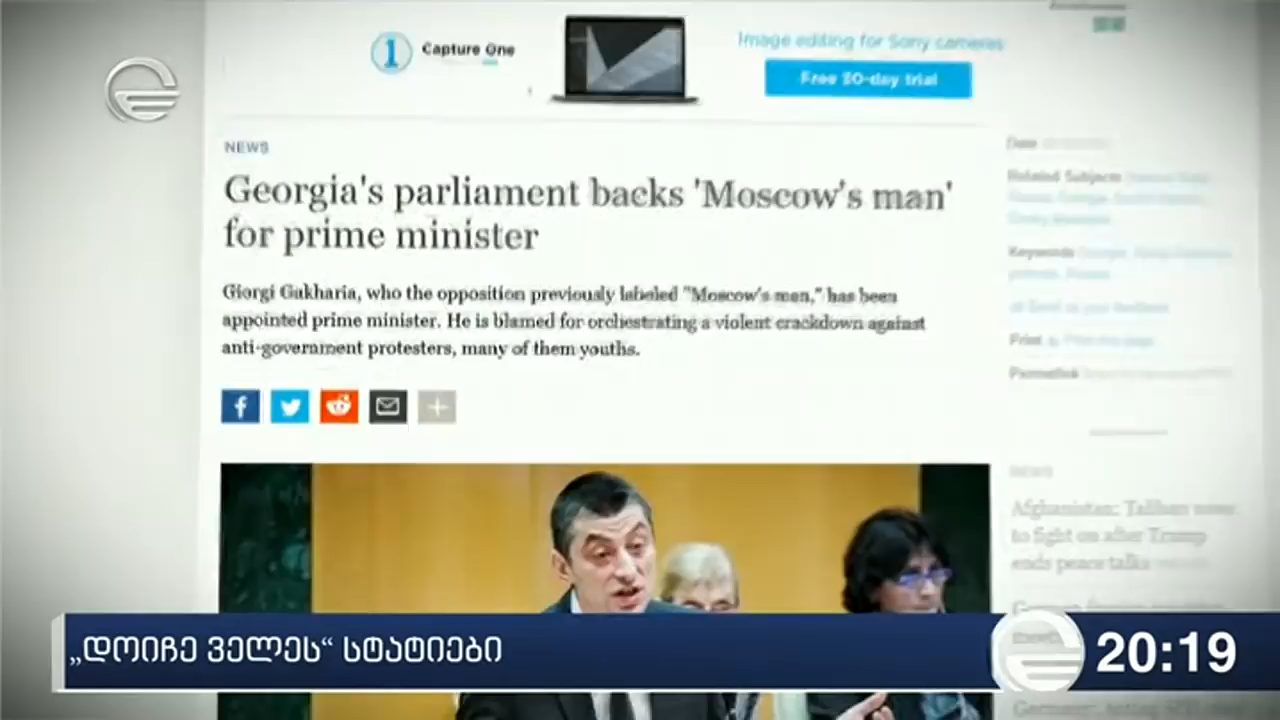 Capture One
Image editing for Sony cameras
Free 30-day trial
NEWS
Georgia's parliament backs 'Moscow's man'
for prime minister
Giorgi Gakharia, who the opposition previously labeled "Moscow's man," has been
appointed prime minister. He is blamed for orchestrating a violent crackdown against
anti-government protesters, many of them youths.
Date
Related Subjects
Keywords
Print
Permalink
NEWS
Afghanistan: Taliban vows
to fight on after Trump
ends peace talks
„დოიჩე ველეს“ სტატიები
20:19